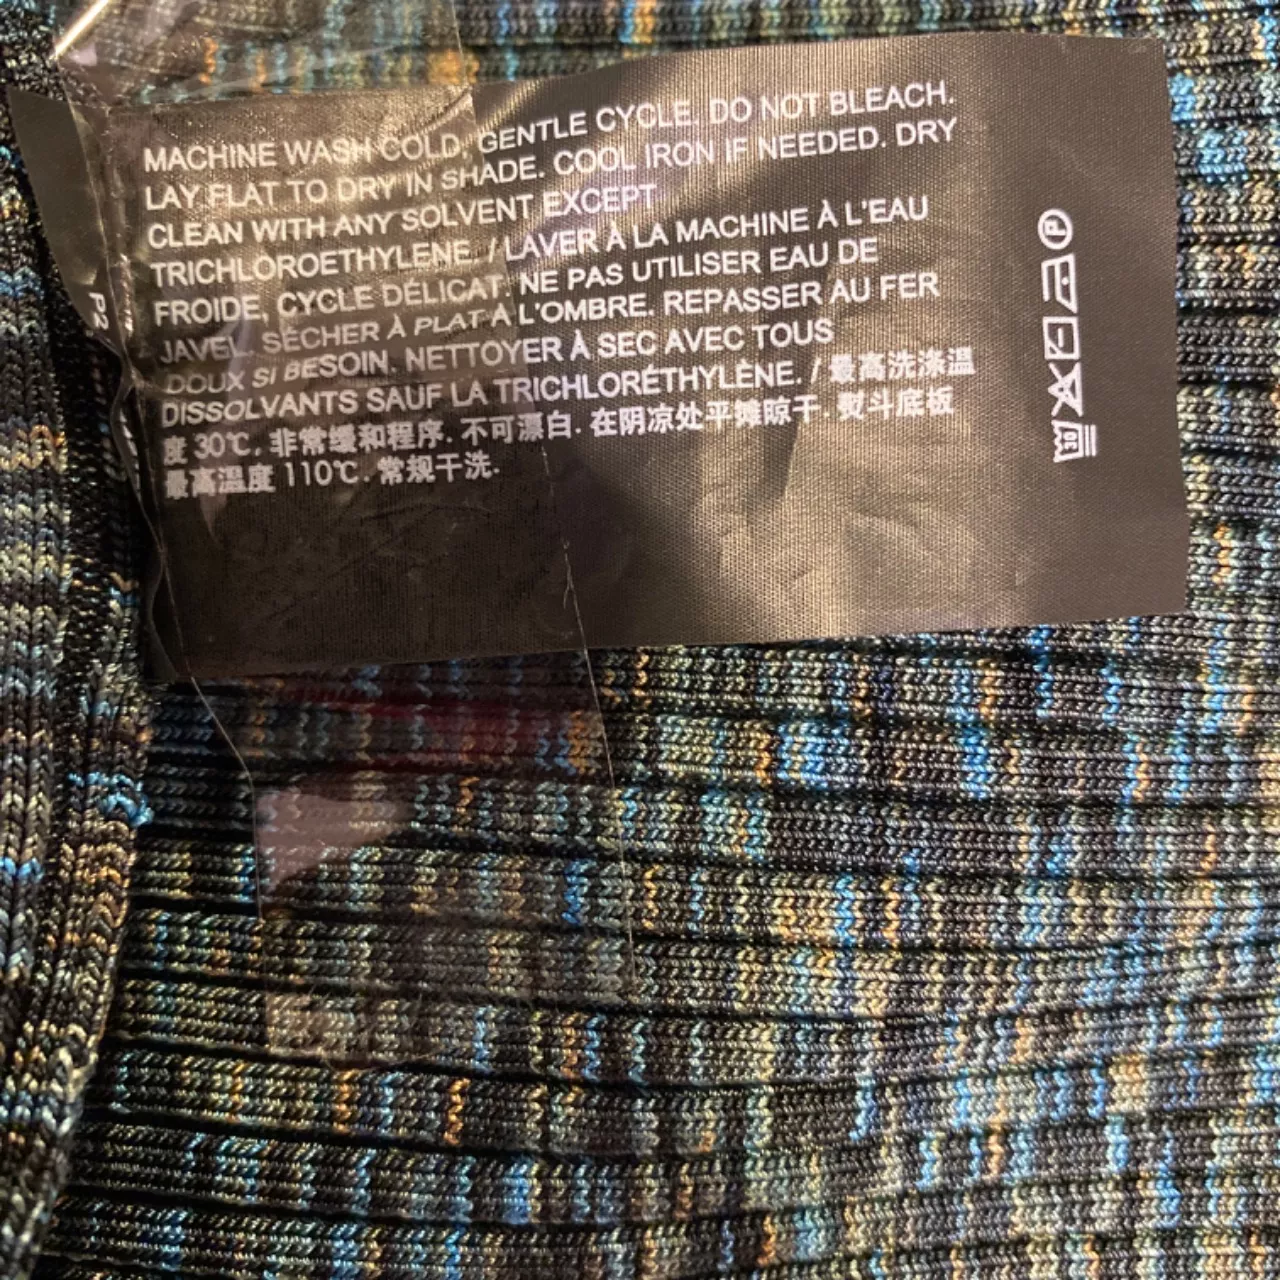 MACHINE WASH COLD, GENTLE CYCLE. DO NOT BLEACH.
LAY FLAT TO DRY IN SHADE. COOL IRON IF NEEDED. DRY
CLEAN WITH ANY SOLVENT EXCEPT
TRICHLOROETHYLENE. / LAVER À LA MACHINE À L'EAU
FROIDE, CYCLE DÉLICAT. NE PAS UTILISER EAU DE
JAVEL. SÉCHER À PLAT A L'OMBRE. REPASSER AU FER
DOUX SI BESOIN. NETTOYER À SEC AVEC TOUS
DISSOLVANTS SAUF LA TRICHLORÉTHYLÈNE. / 最高洗涤温
度 30℃. 非常缓和程序. 不可漂白. 在阴凉处平摊晾干. 熨斗底板
最高温度 110℃. 常规干洗.
P2
P
30